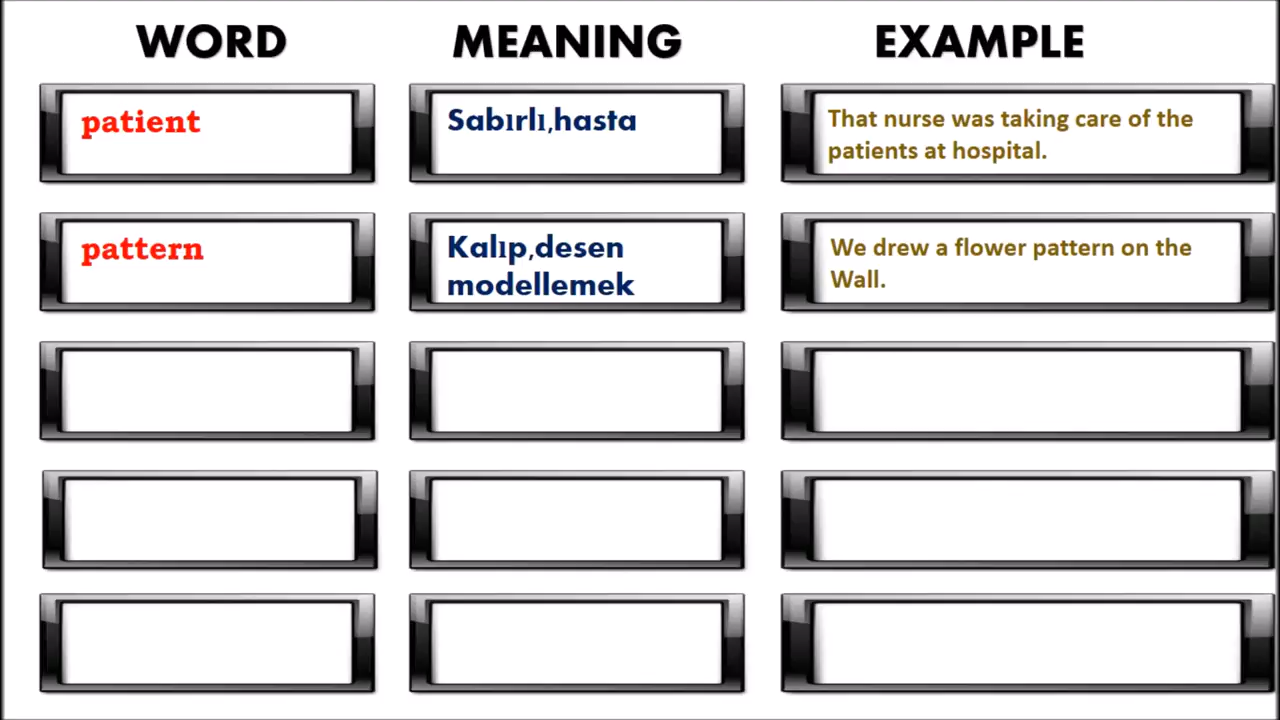 WORD MEANING EXAMPLE
patient
Sabırlı,hasta
That nurse was taking care of the
patients at hospital.
pattern
Kalıp,desen
modellemek
We drew a flower pattern on the
Wall.